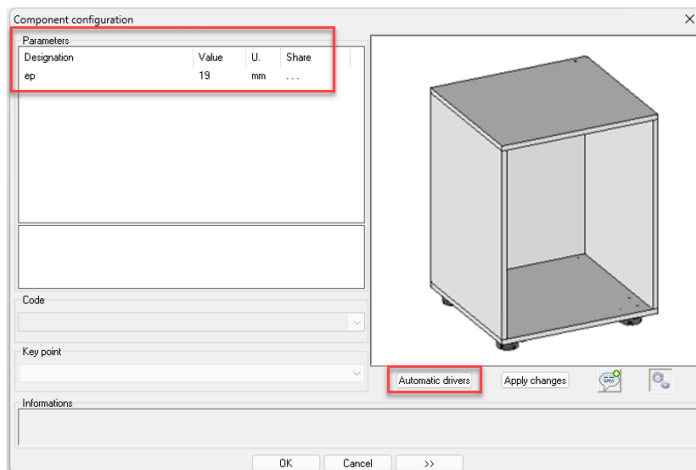 Component configuration
Parameters
Designation Value U. Share
ep 19 mm ...
Code
Key point
Automatic drivers Apply changes
Informations
OK Cancel >>